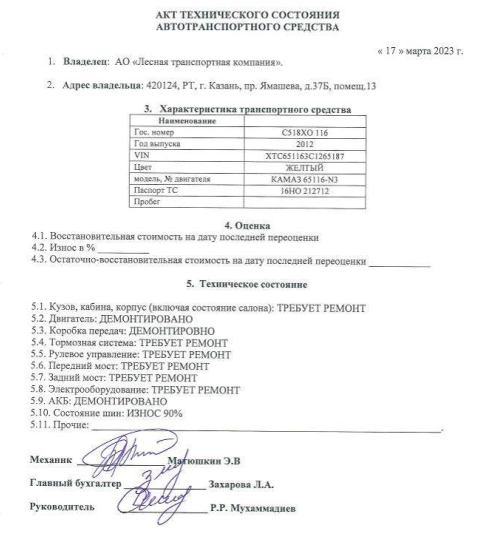 АКТ ТЕХНИЧЕСКОГО СОСТОЯНИЯ
АВТОТРАНСПОРТНОГО СРЕДСТВА
« 17 » марта 2023 г.
1. Владелец: АО «Лесная транспортная компания».
2. Адрес владельца: 420124, РТ, г. Казань, пр. Ямашева, д.37Б, помещ.13
3. Характеристика транспортного средства
Наименование
Гос. номер С518ХО 116
Год выпуска 2012
VIN XTC651163C1265187
Цвет ЖЕЛТЫЙ
модель, № двигателя КАМАЗ 65116-N3
Паспорт ТС 16НО 212712
Пробег
4. Оценка
4.1. Восстановительная стоимость на дату последней переоценки
4.2. Износ в % ___________
4.3. Остаточно-восстановительная стоимость на дату последней переоценки ____________
5. Техническое состояние
5.1. Кузов, кабина, корпус (включая состояние салона): ТРЕБУЕТ РЕМОНТ
5.2. Двигатель: ДЕМОНТИРОВАНО
5.3. Коробка передач: ДЕМОНТИРОВНО
5.4. Тормозная система: ТРЕБУЕТ РЕМОНТ
5.5. Рулевое управление: ТРЕБУЕТ РЕМОНТ
5.6. Передний мост: ТРЕБУЕТ РЕМОНТ
5.7. Задний мост: ТРЕБУЕТ РЕМОНТ
5.8. Электрооборудование: ТРЕБУЕТ РЕМОНТ
5.9. АКБ: ДЕМОНТИРОВАНО
5.10. Состояние шин: ИЗНОС 90%
5.11. Прочие: ____________.
Механик ____________ Матюшкин Э.В
Главный бухгалтер ____________ Захарова Л.А.
Руководитель ____________ Р.Р. Мухаммадиев